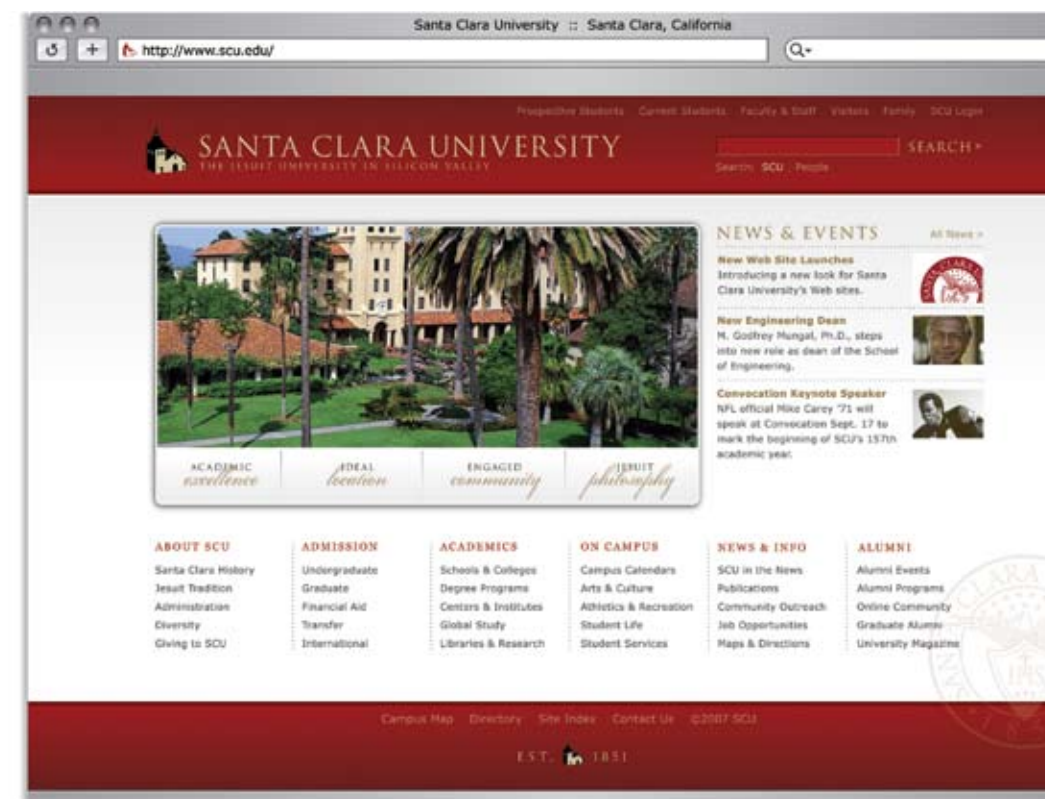 Santa Clara University :: Santa Clara, California
http://www.scu.edu/
Prospective Students Current Students Faculty & Staff Visitors Family SCU Login
SANTA CLARA UNIVERSITY
THE JESUIT UNIVERSITY IN SILICON VALLEY
SEARCH
Search: SCU People
NEWS & EVENTS
All News >
New Web Site Launches
Introducing a new look for Santa
Clara University's Web sites.
New Engineering Dean
M. Godfrey Mungal, Ph.D., steps
into new role as dean of the School
of Engineering.
Convocation Keynote Speaker
NFL official Mike Carey '71 will
speak at Convocation Sept. 17 to
mark the beginning of SCU's 157th
academic year.
ACADEMIC excellence
IDEAL location
ENGAGED community
JESUIT philosophy
ABOUT SCU
Santa Clara History
Jesuit Tradition
Administration
Diversity
Giving to SCU
ADMISSION
Undergraduate
Graduate
Financial Aid
Transfer
International
ACADEMICS
Schools & Colleges
Degree Programs
Centers & Institutes
Global Study
Libraries & Research
ON CAMPUS
Campus Calendars
Arts & Culture
Athletics & Recreation
Student Life
Student Services
NEWS & INFO
SCU in the News
Publications
Community Outreach
Job Opportunities
Maps & Directions
ALUMNI
Alumni Events
Alumni Programs
Online Community
Graduate Alumni
University Magazine
Campus Map Directory Site Index Contact Us ©2007 SCU
EST. 1851